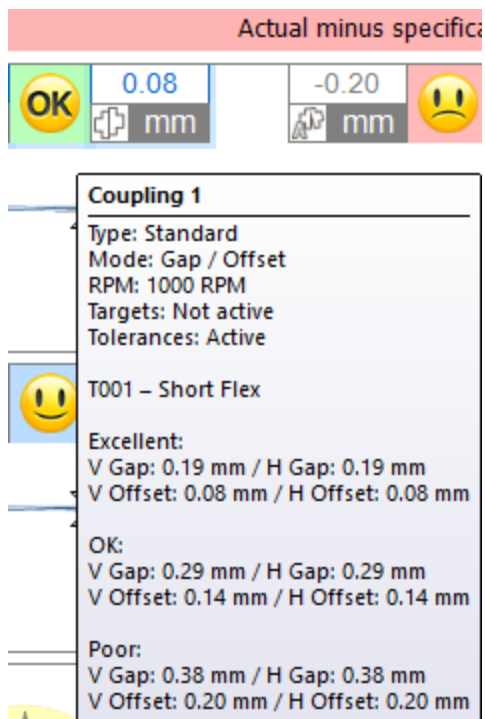 Actual minus specifica
OK
0.08
mm
-0.20
mm
Coupling 1
Type: Standard
Mode: Gap / Offset
RPM: 1000 RPM
Targets: Not active
Tolerances: Active
T001 – Short Flex
Excellent:
V Gap: 0.19 mm / H Gap: 0.19 mm
V Offset: 0.08 mm / H Offset: 0.08 mm
OK:
V Gap: 0.29 mm / H Gap: 0.29 mm
V Offset: 0.14 mm / H Offset: 0.14 mm
Poor:
V Gap: 0.38 mm / H Gap: 0.38 mm
V Offset: 0.20 mm / H Offset: 0.20 mm